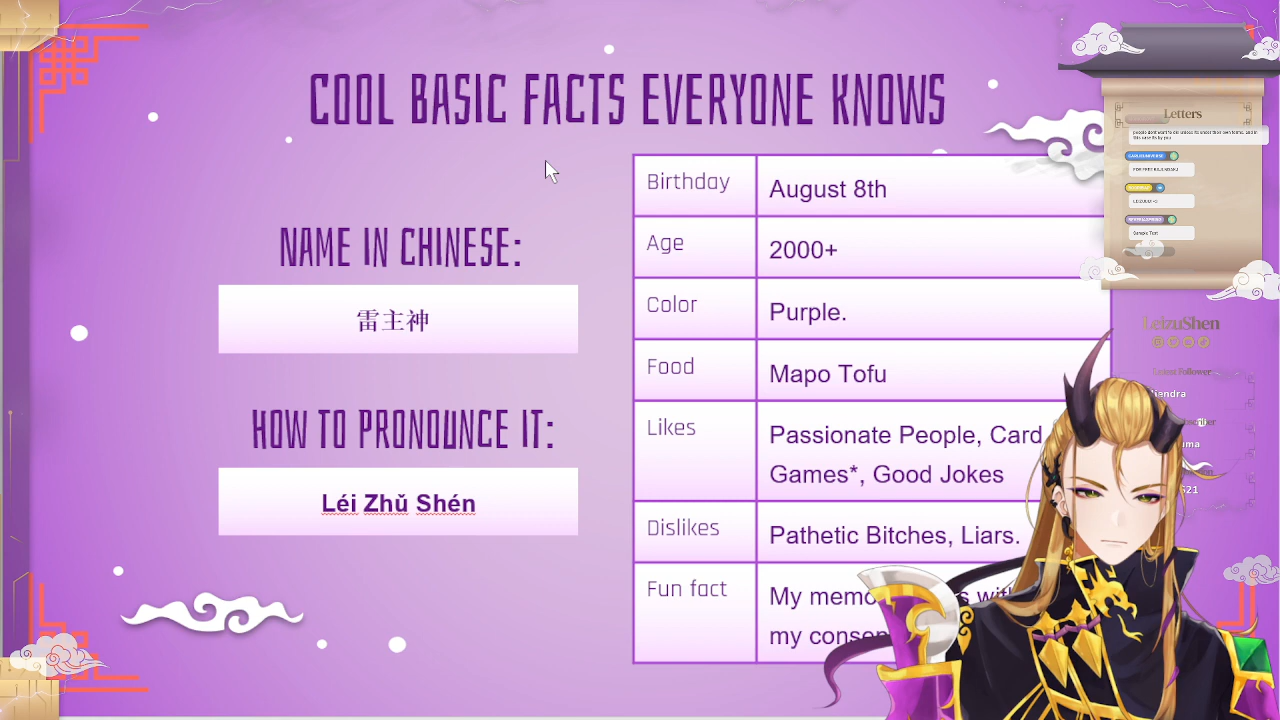 COOL BASIC FACTS EVERYONE KNOWS
NAME IN CHINESE:
雷主神
HOW TO PRONOUNCE IT:
Léi Zhǔ Shén
Birthday August 8th
Age 2000+
Color Purple.
Food Mapo Tofu
Likes Passionate People, Card
Games*, Good Jokes
Dislikes Pathetic Bitches, Liars.
Fun fact My
my
Letters
Sample Text
LeizuShen